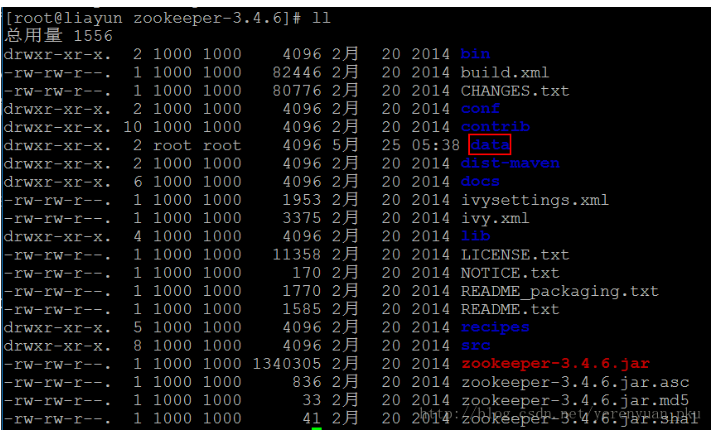 [root@liayun zookeeper-3.4.6]# ll
总用量 1556
drwxr-xr-x. 2 1000 1000 4096 2月 20 2014 bin
-rw-rw-r--. 1 1000 1000 82446 2月 20 2014 build.xml
-rw-rw-r--. 1 1000 1000 80776 2月 20 2014 CHANGES.txt
drwxr-xr-x. 2 1000 1000 4096 2月 20 2014 conf
drwxr-xr-x. 10 1000 1000 4096 2月 20 2014 contrib
drwxr-xr-x. 2 root root 4096 5月 25 05:38 data
drwxr-xr-x. 2 1000 1000 4096 2月 20 2014 dist-maven
drwxr-xr-x. 6 1000 1000 4096 2月 20 2014 docs
-rw-rw-r--. 1 1000 1000 1953 2月 20 2014 ivysettings.xml
-rw-rw-r--. 1 1000 1000 3375 2月 20 2014 ivy.xml
drwxr-xr-x. 4 1000 1000 4096 2月 20 2014 lib
-rw-rw-r--. 1 1000 1000 11358 2月 20 2014 LICENSE.txt
-rw-rw-r--. 1 1000 1000 170 2月 20 2014 NOTICE.txt
-rw-rw-r--. 1 1000 1000 1770 2月 20 2014 README_packaging.txt
-rw-rw-r--. 1 1000 1000 1585 2月 20 2014 README.txt
drwxr-xr-x. 5 1000 1000 4096 2月 20 2014 recipes
drwxr-xr-x. 8 1000 1000 4096 2月 20 2014 src
-rw-rw-r--. 1 1000 1000 1340305 2月 20 2014 zookeeper-3.4.6.jar
-rw-rw-r--. 1 1000 1000 836 2月 20 2014 zookeeper-3.4.6.jar.asc
-rw-rw-r--. 1 1000 1000 33 2月 20 2014 zookeeper-3.4.6.jar.md5
-rw-rw-r--. 1 1000 1000 41 2月 20 2014 zookeeper-3.4.6.jar.sha1
http://blog.csdn.net/yerenyuan_pku